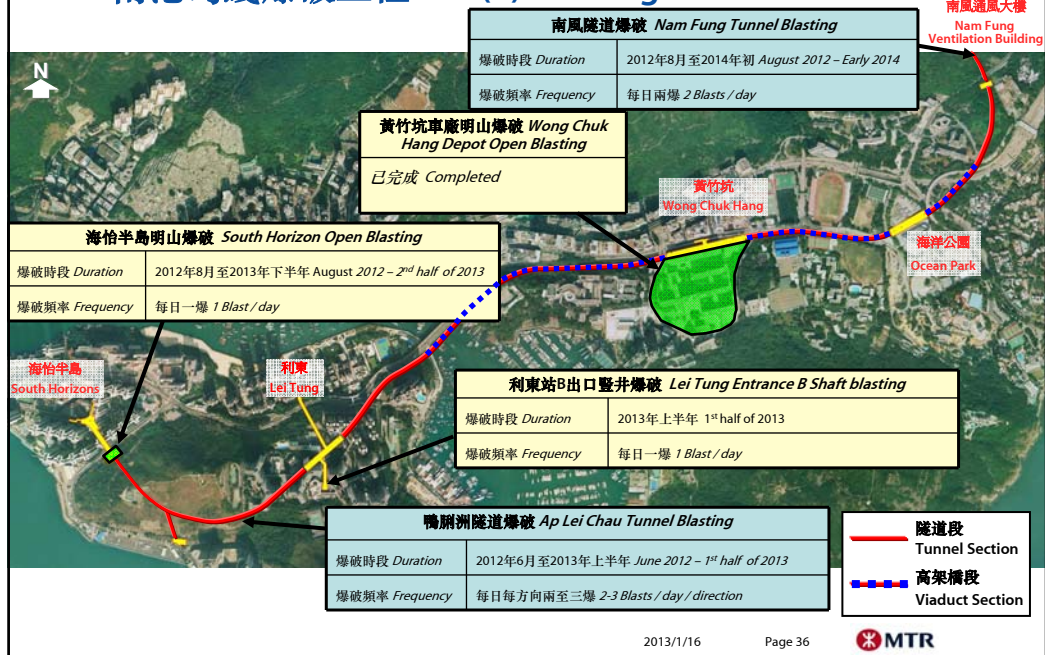 南風通風大樓
Nam Fung
Ventilation Building
南風隧道爆破 Nam Fung Tunnel Blasting
爆破時段 Duration 2012年8月至2014年初 August 2012 – Early 2014
爆破頻率 Frequency 每日兩爆 2 Blasts / day
N
黃竹坑車廠明山爆破 Wong Chuk
Hang Depot Open Blasting
已完成 Completed
黃竹坑
Wong Chuk Hang
海洋公園
Ocean Park
海怡半島明山爆破 South Horizon Open Blasting
爆破時段 Duration 2012年8月至2013年下半年 August 2012 – 2nd half of 2013
爆破頻率 Frequency 每日一爆 1 Blast / day
海怡半島
South Horizons
利東
Lei Tung
利東站B出口豎井爆破 Lei Tung Entrance B Shaft blasting
爆破時段 Duration 2013年上半年 1st half of 2013
爆破頻率 Frequency 每日一爆 1 Blast / day
鴨脷洲隧道爆破 Ap Lei Chau Tunnel Blasting
爆破時段 Duration 2012年6月至2013年上半年 June 2012 – 1st half of 2013
爆破頻率 Frequency 每日每方向兩至三爆 2-3 Blasts / day / direction
隧道段
Tunnel Section
高架橋段
Viaduct Section
2013/1/16 Page 36 MTR